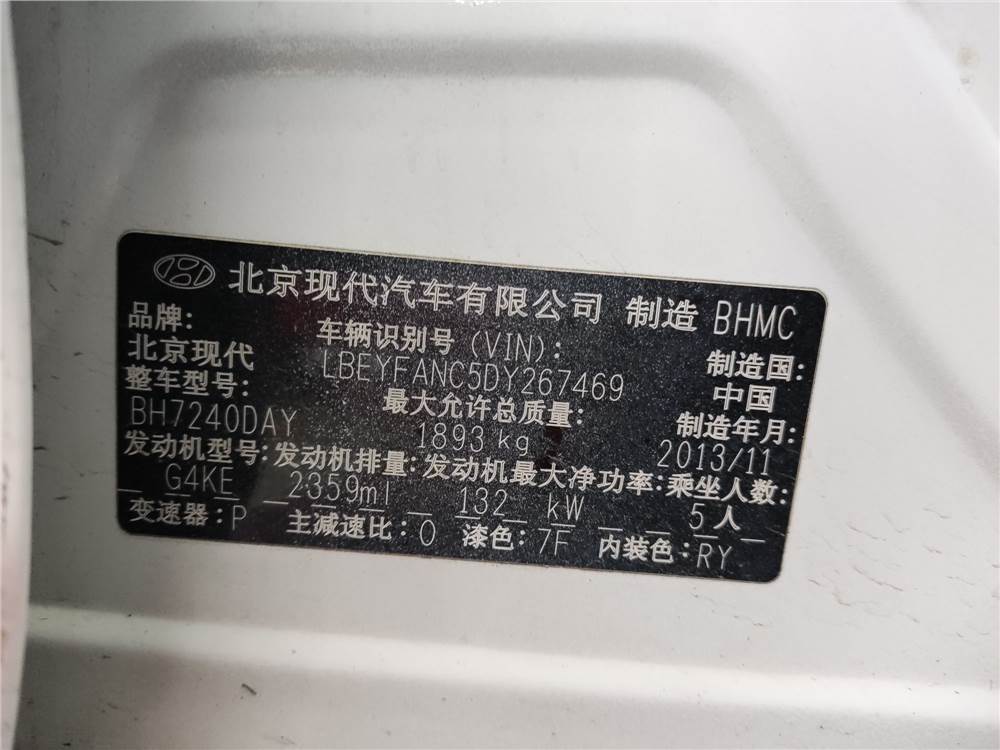 北京现代汽车有限公司 制造 BHMC
品牌: 车辆识别号 (VIN): 制造国:
北京现代 LBEYFANC5DY267469 中国
整车型号: 最大允许总质量: 制造年月:
BH7240DAY 1893 kg 2013/11
发动机型号: 发动机排量: 发动机最大净功率: 乘坐人数:
G4KE 2359ml 132 kW 5 人
变速器: P 主减速比: O 漆色: 7F 内装色: RY